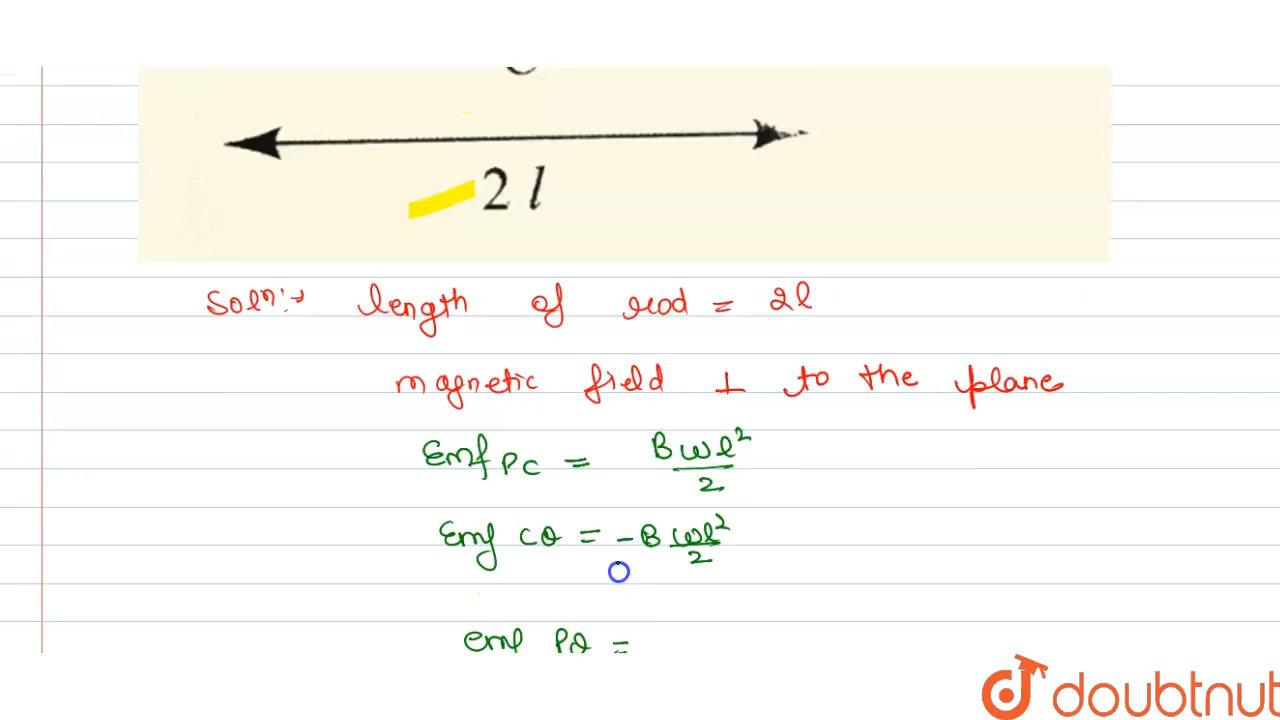 2 l
Solⁿ:→ length of rod = 2l
magnetic field ⊥ to the plane
Emf PC = Bωl²/2
Emf CQ = -Bωl²/2
emf PQ =
doubtnut